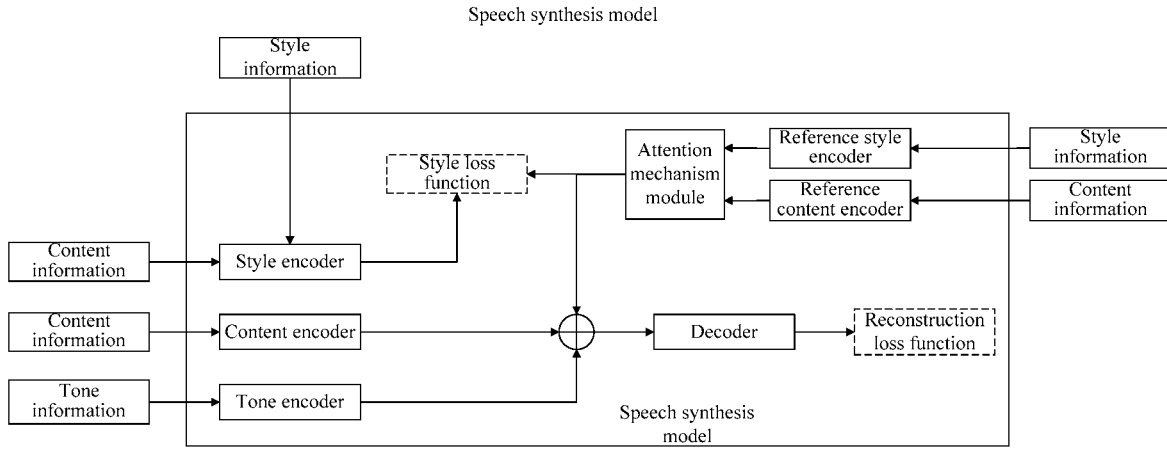 Speech synthesis model
Style
information
Style loss
function
Attention
mechanism
module
Reference style
encoder
Style
information
Reference
content encoder
Content
information
Content
information
Style encoder
Content
information
Content encoder
Decoder
Reconstruction
loss function
Tone
information
Tone encoder
Speech synthesis
model